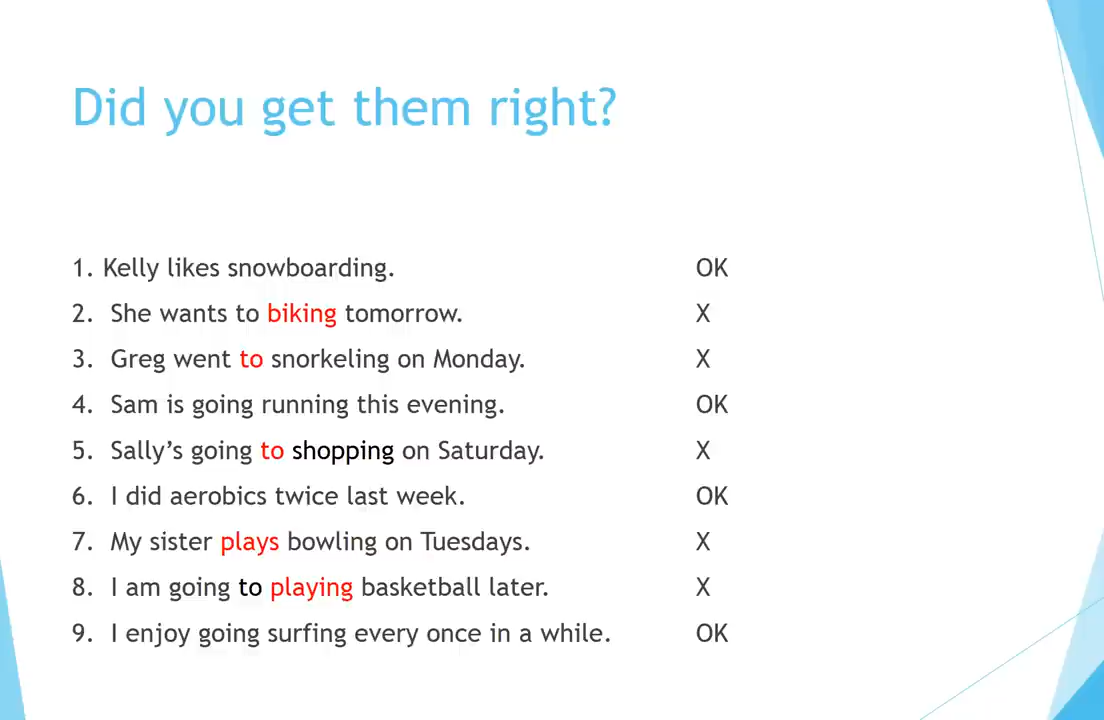 Did you get them right?
1. Kelly likes snowboarding. OK
2. She wants to biking tomorrow. X
3. Greg went to snorkeling on Monday. X
4. Sam is going running this evening. OK
5. Sally’s going to shopping on Saturday. X
6. I did aerobics twice last week. OK
7. My sister plays bowling on Tuesdays. X
8. I am going to playing basketball later. X
9. I enjoy going surfing every once in a while. OK